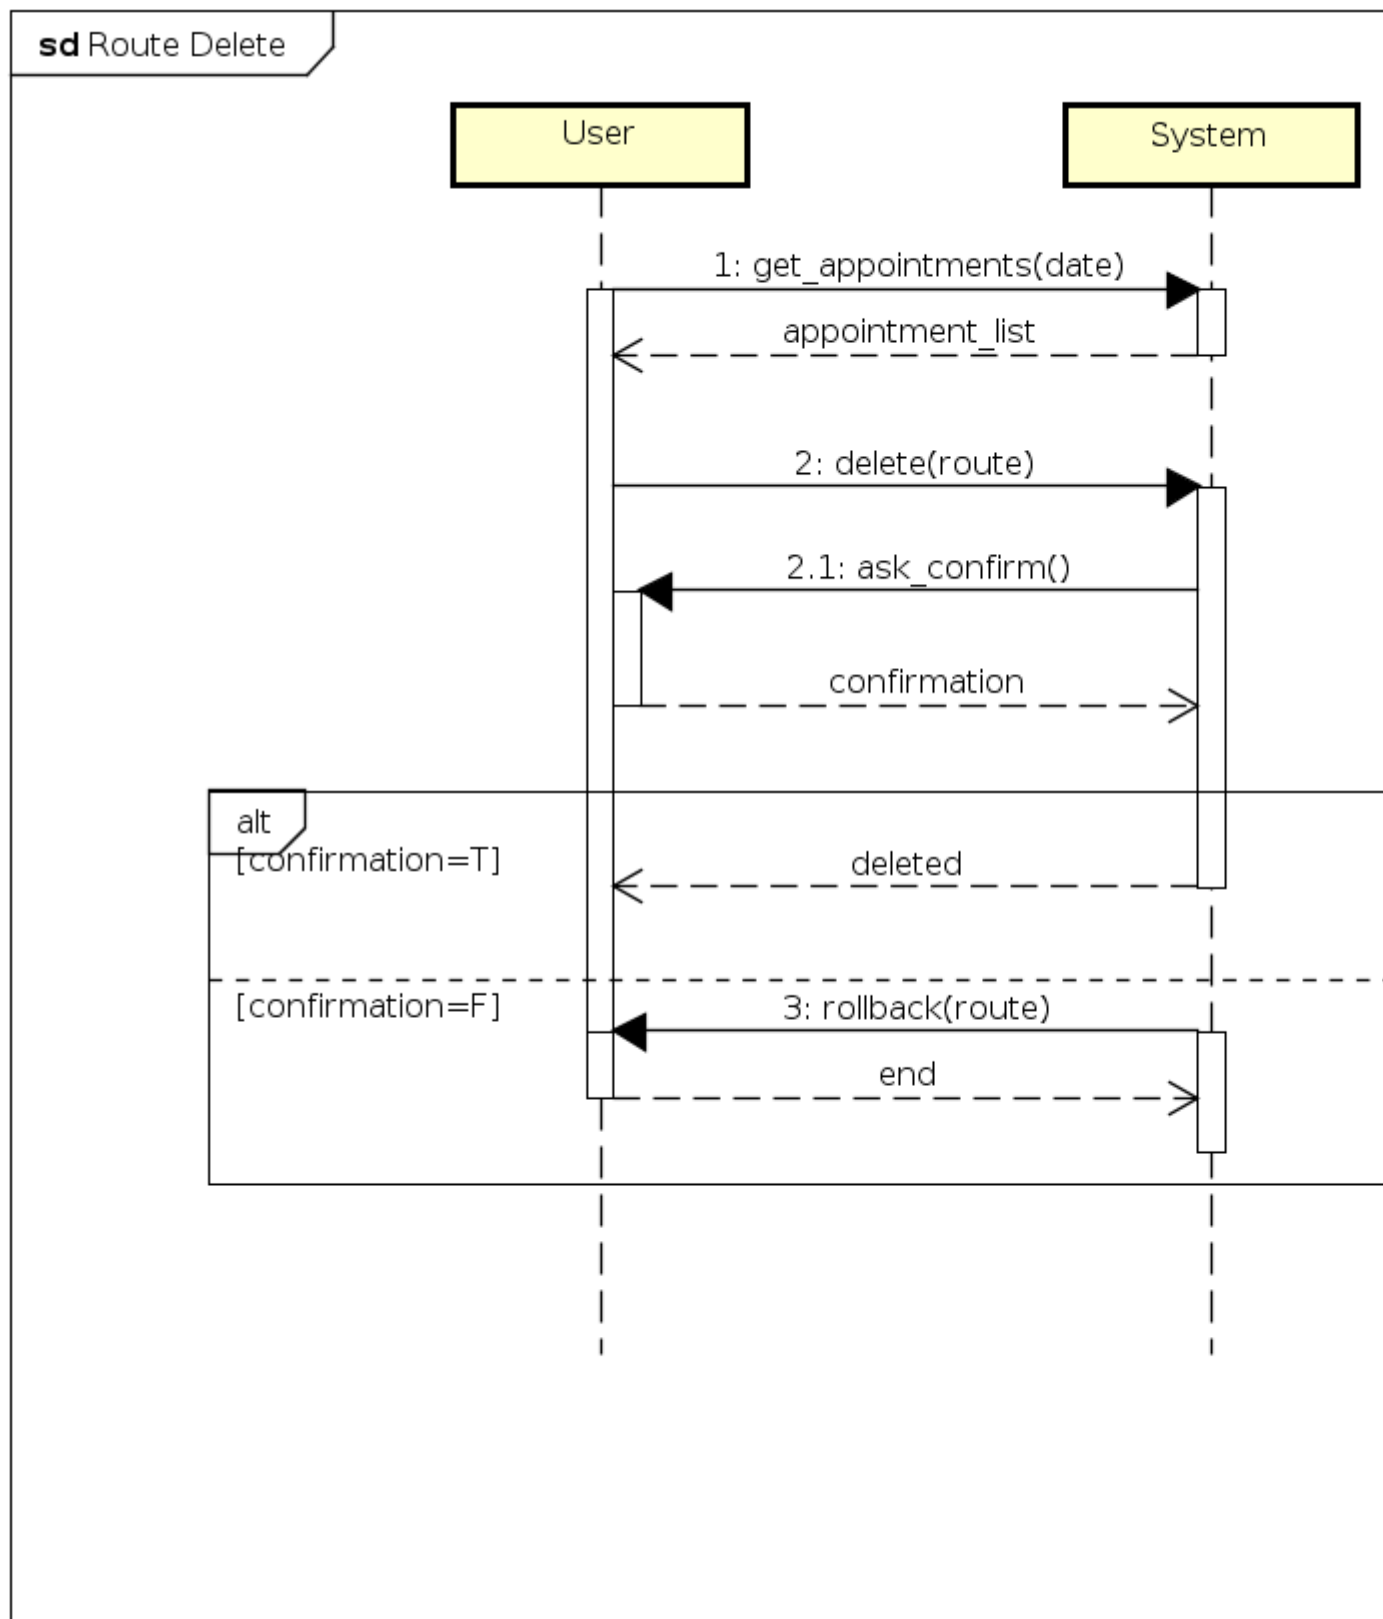 sd Route Delete
User
System
1: get_appointments(date)
appointment_list
2: delete(route)
2.1: ask_confirm()
confirmation
alt
[confirmation=T]
deleted
[confirmation=F]
3: rollback(route)
end